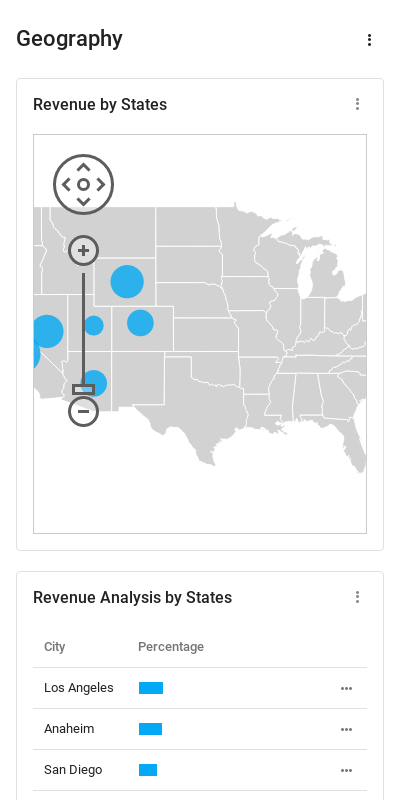 Geography
Revenue by States
Revenue Analysis by States
City Percentage
Los Angeles
Anaheim
San Diego